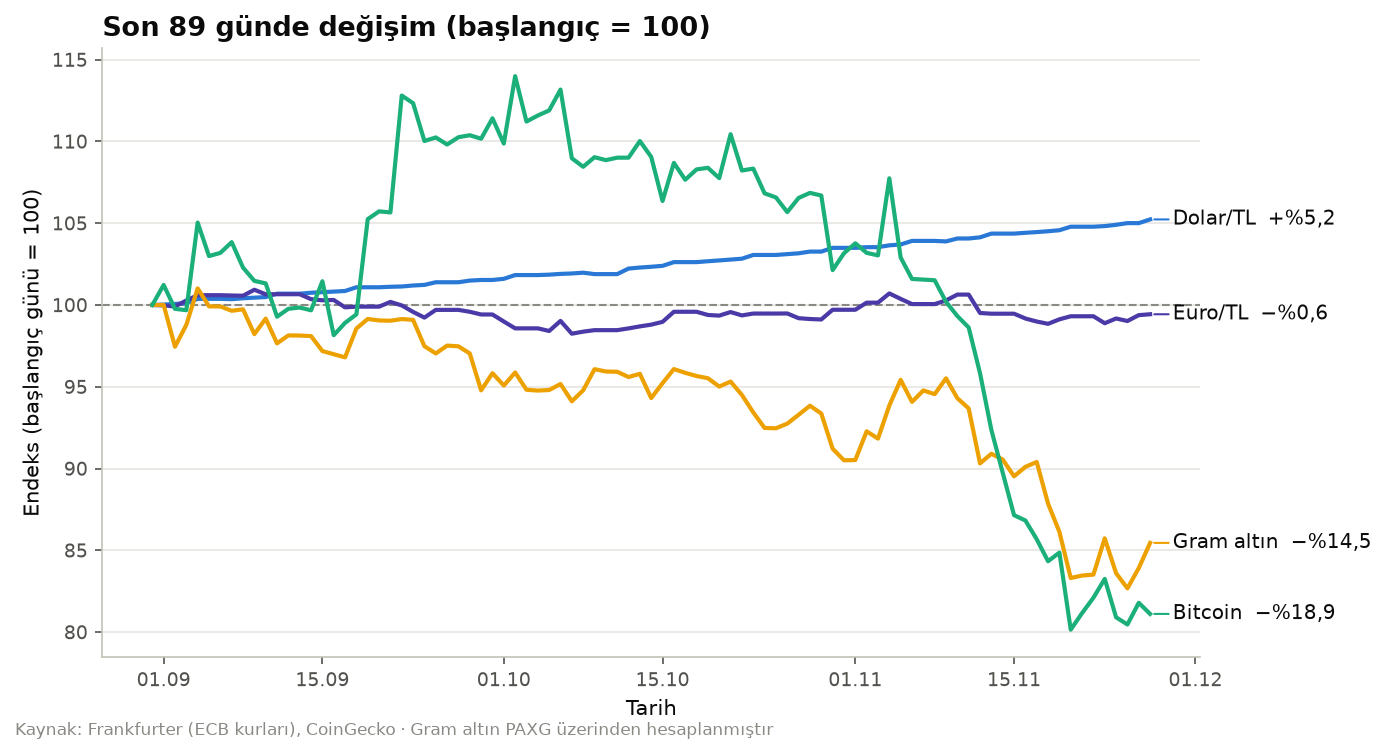 Son 89 günde değişim (başlangıç = 100)
Endeks (başlangıç günü = 100)
115
110
105
100
95
90
85
80
Dolar/TL +%5,2
Euro/TL −%0,6
Gram altın −%14,5
Bitcoin −%18,9
01.09
15.09
01.10
15.10
01.11
15.11
01.12
Tarih
Kaynak: Frankfurter (ECB kurları), CoinGecko · Gram altın PAXG üzerinden hesaplanmıştır